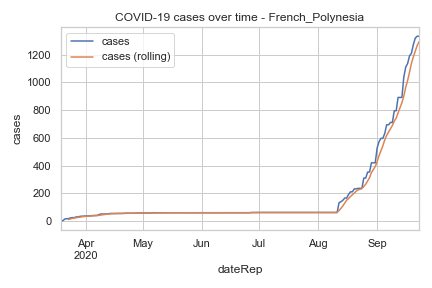 COVID-19 cases over time - French_Polynesia
cases
cases (rolling)
1200
1000
800
600
400
200
0
cases
Apr
2020
May
Jun
Jul
Aug
Sep
dateRep